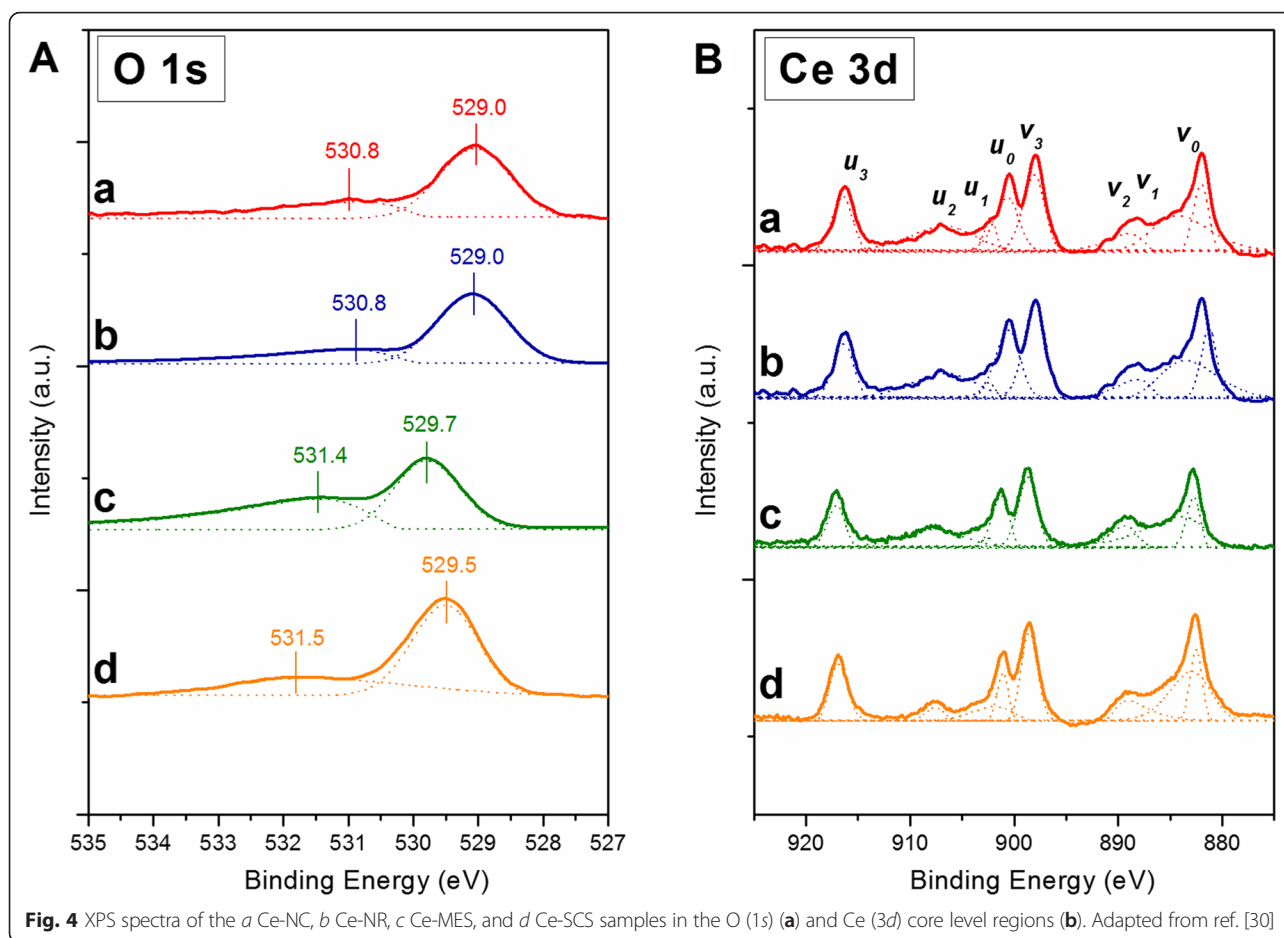 A
O 1s
529.0
530.8
a
529.0
530.8
b
529.7
531.4
c
529.5
531.5
d
Intensity (a.u.)
535 534 533 532 531 530 529 528 527
Binding Energy (eV)
B
Ce 3d
u3 u2 u1 u0 v3 v2 v1 v0
a
b
c
d
Intensity (a.u.)
920 900 880
Binding Energy (eV)
Fig. 4 XPS spectra of the a Ce-NC, b Ce-NR, c Ce-MES, and d Ce-SCS samples in the O (1s) (a) and Ce (3d) core level regions (b). Adapted from ref. [30]